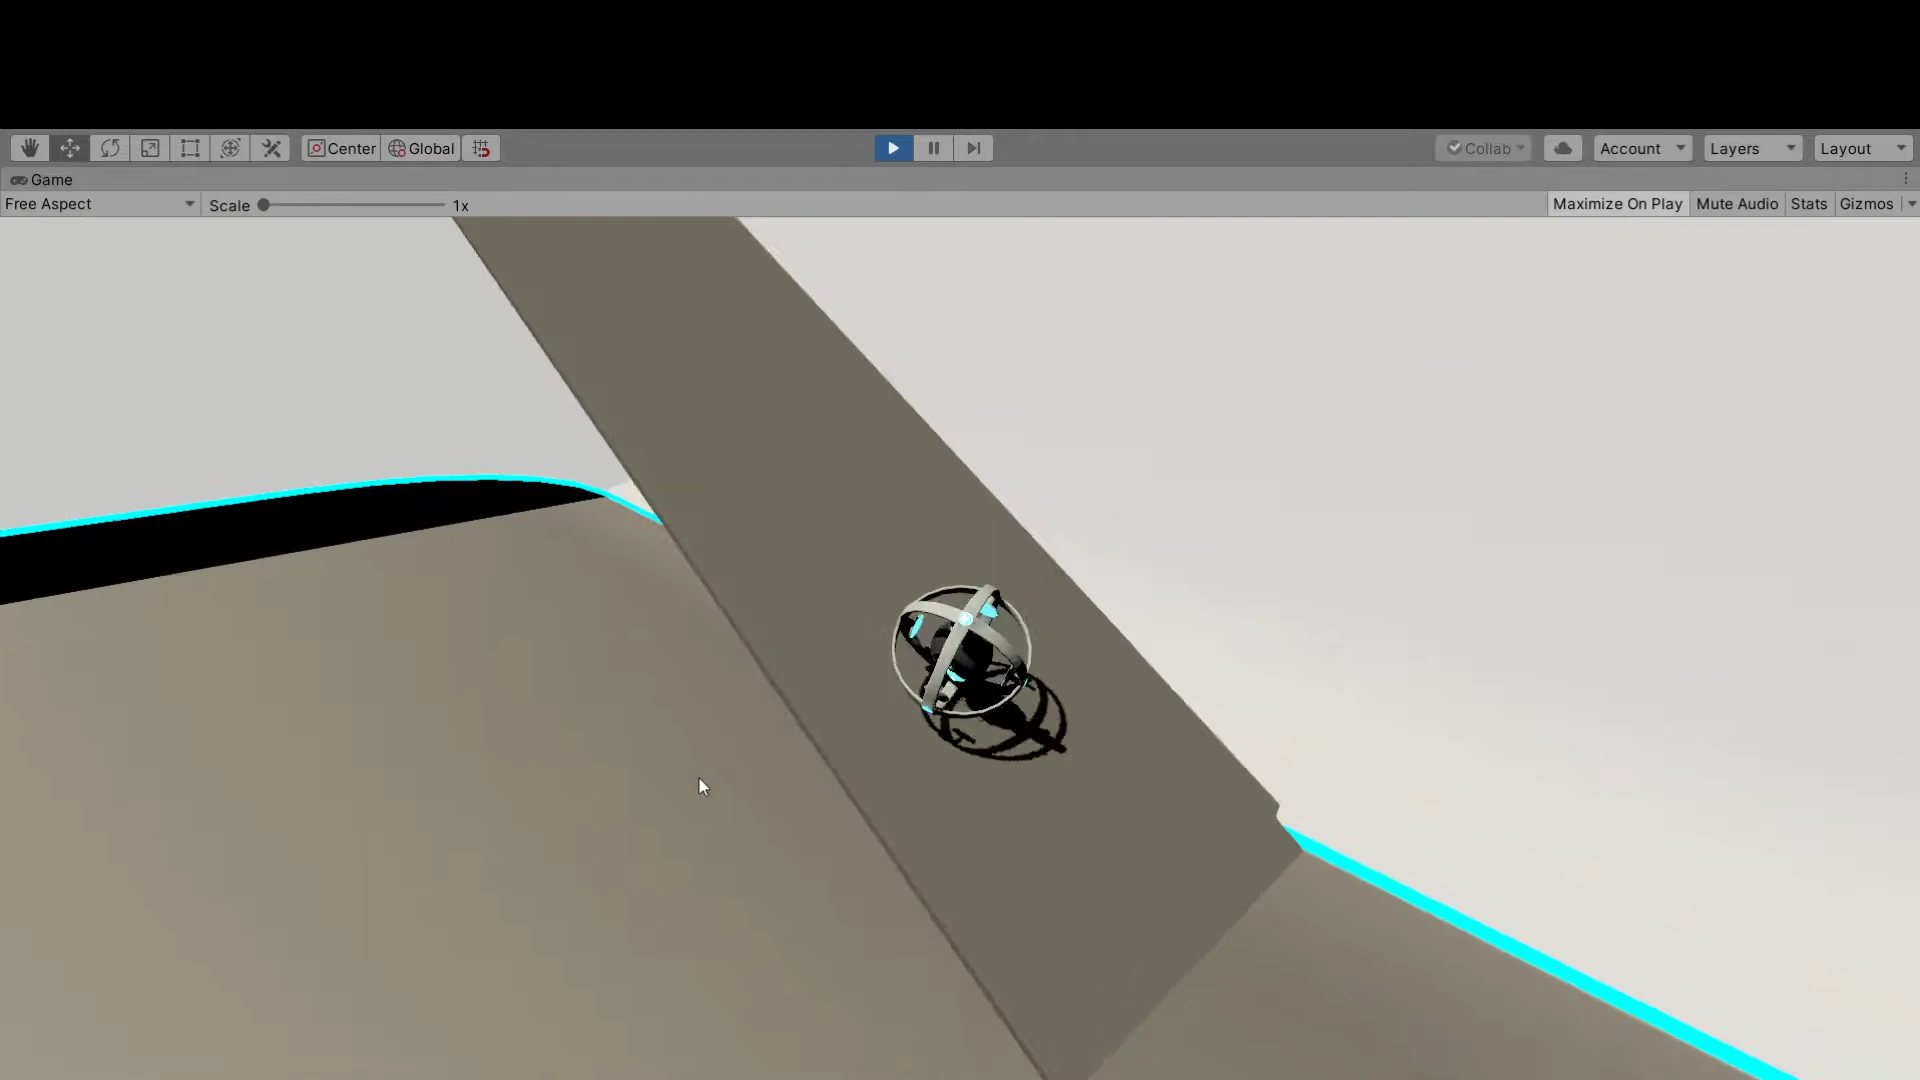 Center Global Collab Account Layers Layout
Game
Free Aspect Scale 1x Maximize On Play Mute Audio Stats Gizmos